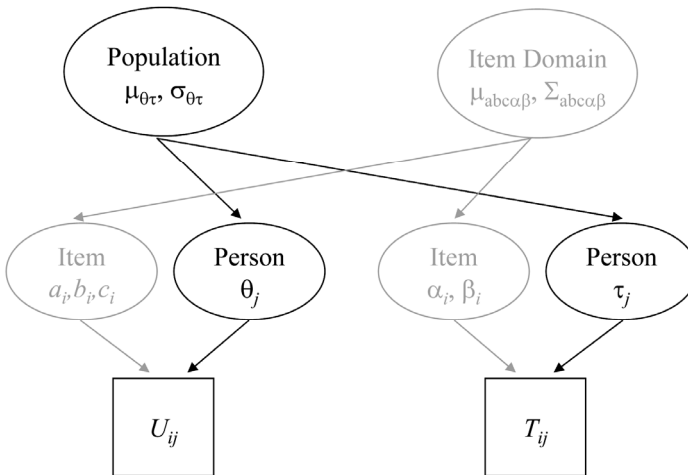 Population
μθτ, σθτ
Item Domain
μabcαβ, Σabcαβ
Item
ai,bi,ci
Person
θj
Item
αi, βi
Person
τj
Uij
Tij